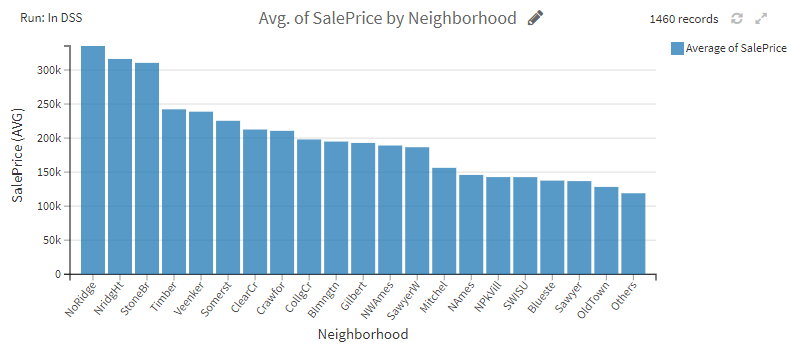 Run: In DSS
Avg. of SalePrice by Neighborhood
1460 records
Average of SalePrice
SalePrice (AVG)
300k
250k
200k
150k
100k
50k
0
NoRidge
NridgHt
StoneBr
Timber
Veenker
Somerst
ClearCr
Crawfor
CollgCr
Blmngtn
Gilbert
NWAmes
SawyerW
Mitchel
NAmes
NPkVill
SWISU
Blueste
Sawyer
OldTown
Others
Neighborhood